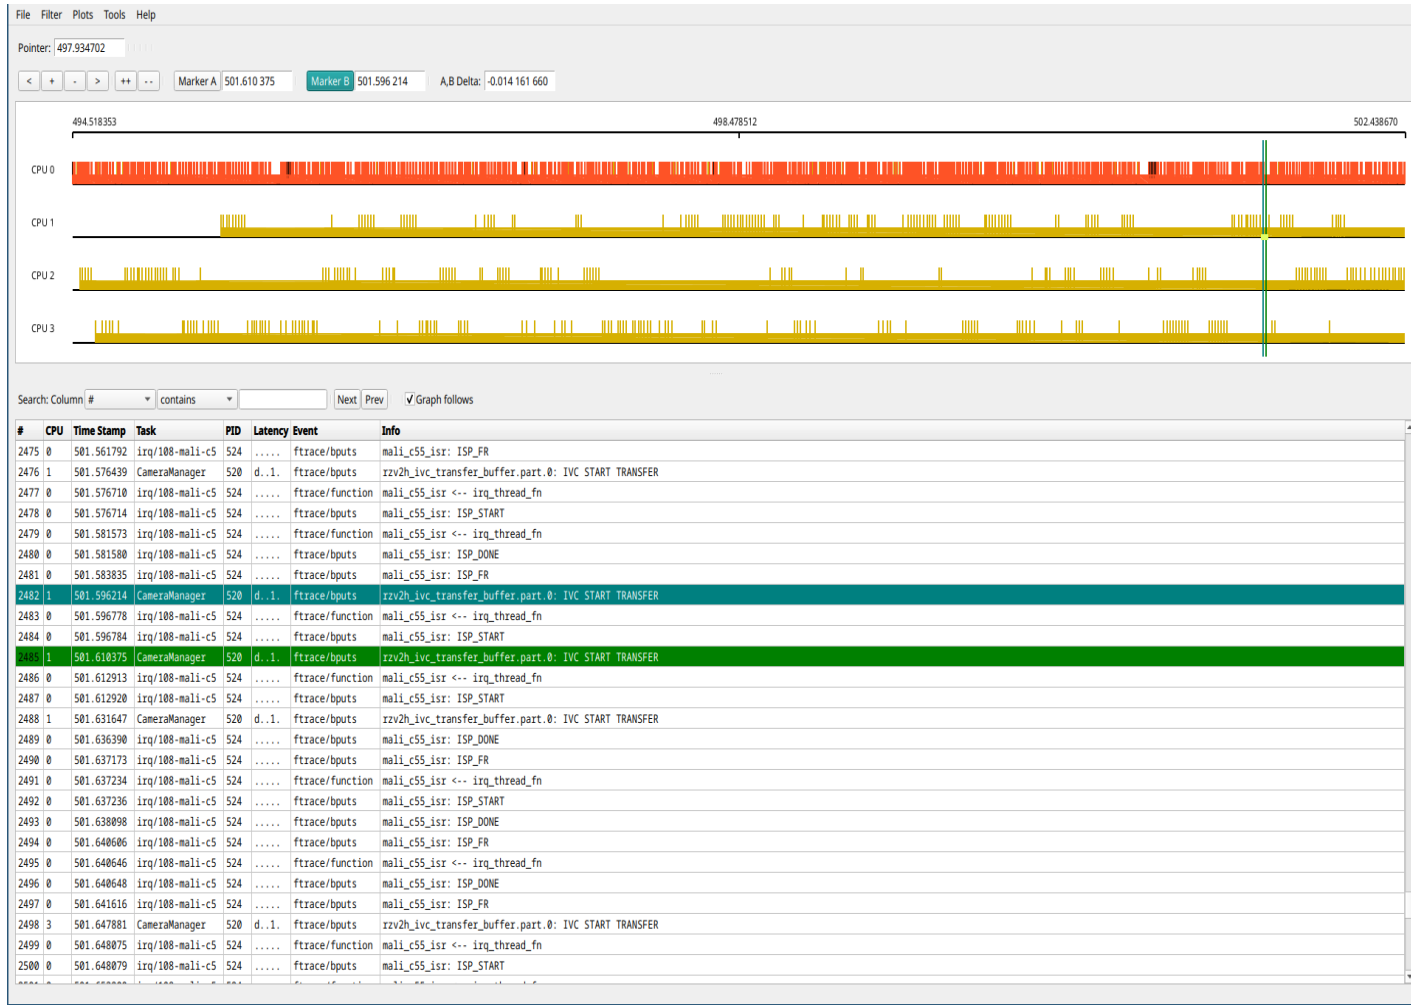 File Filter Plots Tools Help
Pointer: 497.934702
< + - > ++ -- Marker A 501.610 375 Marker B 501.596 214 A,B Delta: -0.014 161 660
494.518353 498.478512 502.438670
CPU 0
CPU 1
CPU 2
CPU 3
Search: Column # contains Next Prev Graph follows
# CPU Time Stamp Task PID Latency Event Info
2475 0 501.561792 irq/108-mali-c5 524 ..... ftrace/bputs mali_c55_isr: ISP_FR
2476 1 501.576439 CameraManager 520 d..1. ftrace/bputs rzv2h_ivc_transfer_buffer.part.0: IVC START TRANSFER
2477 0 501.576710 irq/108-mali-c5 524 ..... ftrace/function mali_c55_isr <-- irq_thread_fn
2478 0 501.576714 irq/108-mali-c5 524 ..... ftrace/bputs mali_c55_isr: ISP_START
2479 0 501.581573 irq/108-mali-c5 524 ..... ftrace/function mali_c55_isr <-- irq_thread_fn
2480 0 501.581580 irq/108-mali-c5 524 ..... ftrace/bputs mali_c55_isr: ISP_DONE
2481 0 501.583835 irq/108-mali-c5 524 ..... ftrace/bputs mali_c55_isr: ISP_FR
2482 1 501.596214 CameraManager 520 d..1. ftrace/bputs rzv2h_ivc_transfer_buffer.part.0: IVC START TRANSFER
2483 0 501.596778 irq/108-mali-c5 524 ..... ftrace/function mali_c55_isr <-- irq_thread_fn
2484 0 501.596784 irq/108-mali-c5 524 ..... ftrace/bputs mali_c55_isr: ISP_START
2485 1 501.610375 CameraManager 520 d..1. ftrace/bputs rzv2h_ivc_transfer_buffer.part.0: IVC START TRANSFER
2486 0 501.612913 irq/108-mali-c5 524 ..... ftrace/function mali_c55_isr <-- irq_thread_fn
2487 0 501.612920 irq/108-mali-c5 524 ..... ftrace/bputs mali_c55_isr: ISP_START
2488 1 501.631647 CameraManager 520 d..1. ftrace/bputs rzv2h_ivc_transfer_buffer.part.0: IVC START TRANSFER
2489 0 501.636390 irq/108-mali-c5 524 ..... ftrace/bputs mali_c55_isr: ISP_DONE
2490 0 501.637173 irq/108-mali-c5 524 ..... ftrace/bputs mali_c55_isr: ISP_FR
2491 0 501.637234 irq/108-mali-c5 524 ..... ftrace/function mali_c55_isr <-- irq_thread_fn
2492 0 501.637236 irq/108-mali-c5 524 ..... ftrace/bputs mali_c55_isr: ISP_START
2493 0 501.638098 irq/108-mali-c5 524 ..... ftrace/bputs mali_c55_isr: ISP_DONE
2494 0 501.640606 irq/108-mali-c5 524 ..... ftrace/bputs mali_c55_isr: ISP_FR
2495 0 501.640646 irq/108-mali-c5 524 ..... ftrace/function mali_c55_isr <-- irq_thread_fn
2496 0 501.640648 irq/108-mali-c5 524 ..... ftrace/bputs mali_c55_isr: ISP_DONE
2497 0 501.641616 irq/108-mali-c5 524 ..... ftrace/bputs mali_c55_isr: ISP_FR
2498 3 501.647881 CameraManager 520 d..1. ftrace/bputs rzv2h_ivc_transfer_buffer.part.0: IVC START TRANSFER
2499 0 501.648075 irq/108-mali-c5 524 ..... ftrace/function mali_c55_isr <-- irq_thread_fn
2500 0 501.648079 irq/108-mali-c5 524 ..... ftrace/bputs mali_c55_isr: ISP_START